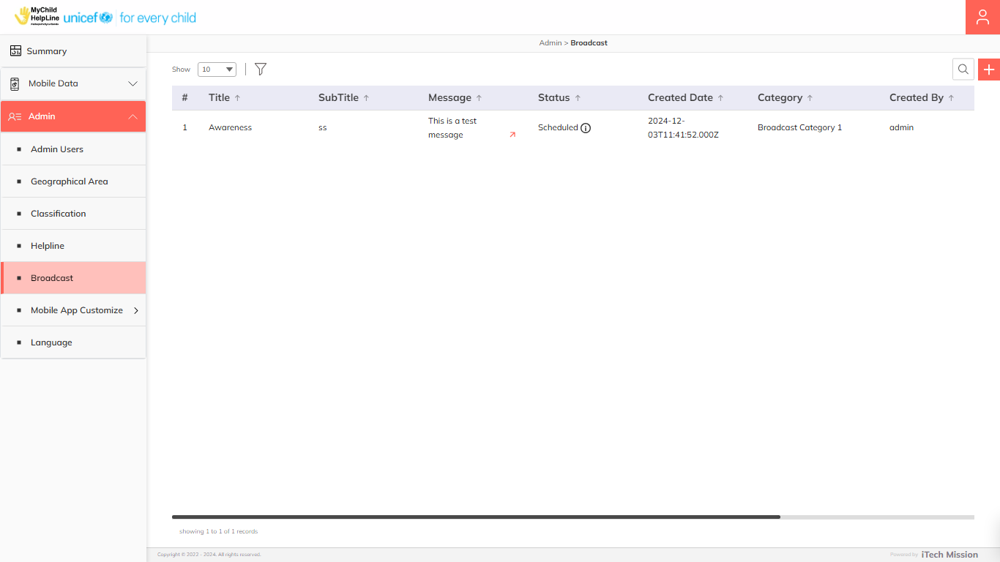 MyChild
HelpLine
unicef for every child
Summary
Mobile Data
Admin
Admin Users
Geographical Area
Classification
Helpline
Broadcast
Mobile App Customize
Language
Admin > Broadcast
Show 10
# Title ↑ SubTitle ↑ Message ↑ Status ↑ Created Date ↑ Category ↑ Created By ↑
1 Awareness ss This is a test message Scheduled 2024-12-03T11:41:52.000Z Broadcast Category 1 admin
showing 1 to 1 of 1 records
Copyright © 2022 - 2024. All rights reserved.
Powered by iTech Mission